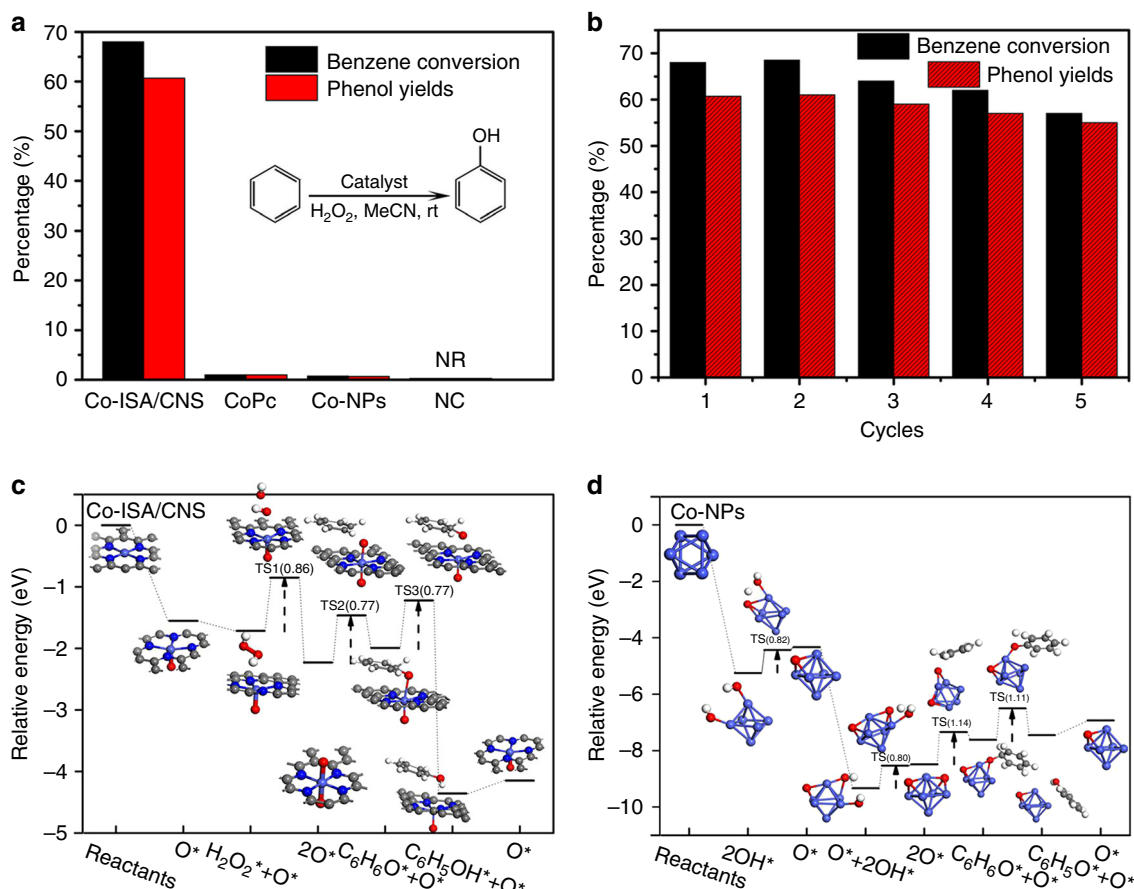 a
70
60
50
40
30
20
10
0
Percentage (%)
Benzene conversion
Phenol yields
OH
Catalyst
H₂O₂, MeCN, rt
NR
Co-ISA/CNS CoPc Co-NPs NC
b
70
60
50
40
30
20
10
0
Percentage (%)
Benzene conversion
Phenol yields
1 2 3 4 5
Cycles
c
Co-ISA/CNS
0
–1
–2
–3
–4
–5
Relative energy (eV)
TS1(0.86)
TS2(0.77)
TS3(0.77)
Reactants
O*
H₂O₂*+O*
2O*
C₆H₆O*+O*
C₆H₅OH*+O*
O*
d
Co-NPs
0
–2
–4
–6
–8
–10
Relative energy (eV)
TS(0.82)
TS(0.80)
TS(1.14)
TS(1.11)
Reactants
2OH*
O*
O*+2OH*
2O*
C₆H₆O*+O*
C₆H₅O*+O*
O*